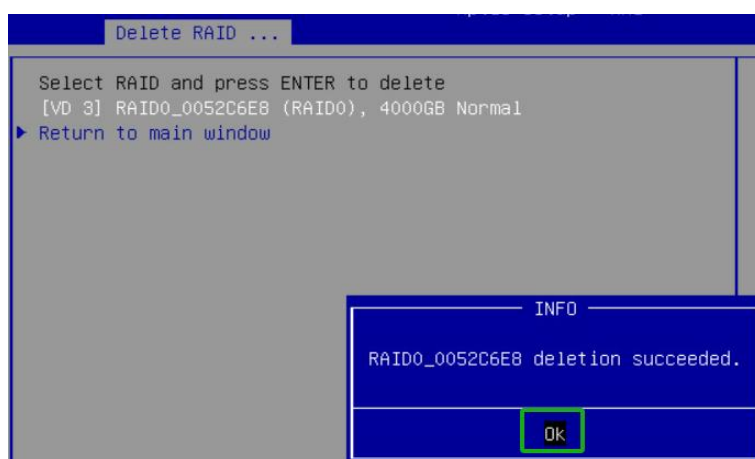 Delete RAID ...
Select RAID and press ENTER to delete
[VD 3] RAID0_0052C6E8 (RAID0), 4000GB Normal
Return to main window
INFO
RAID0_0052C6E8 deletion succeeded.
Ok